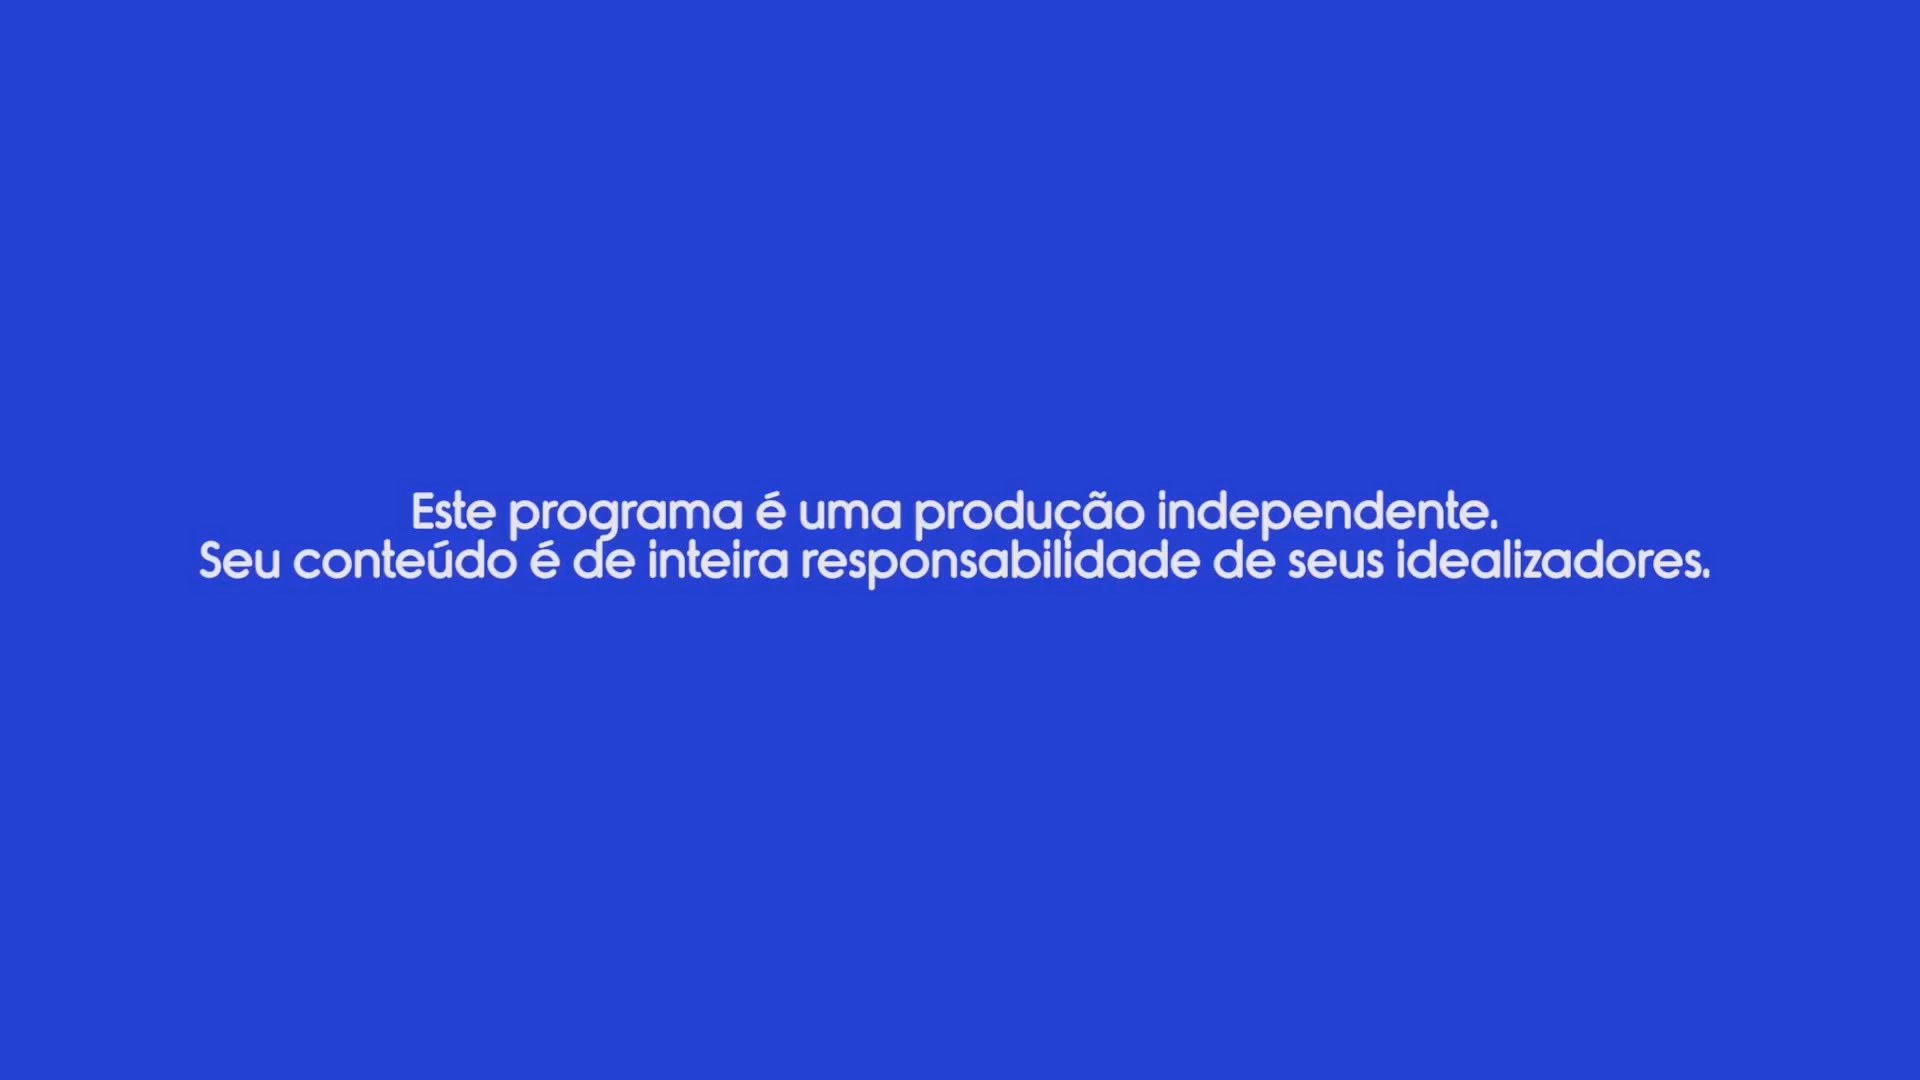 Este programa é uma produção independente.
Seu conteúdo é de inteira responsabilidade de seus idealizadores.